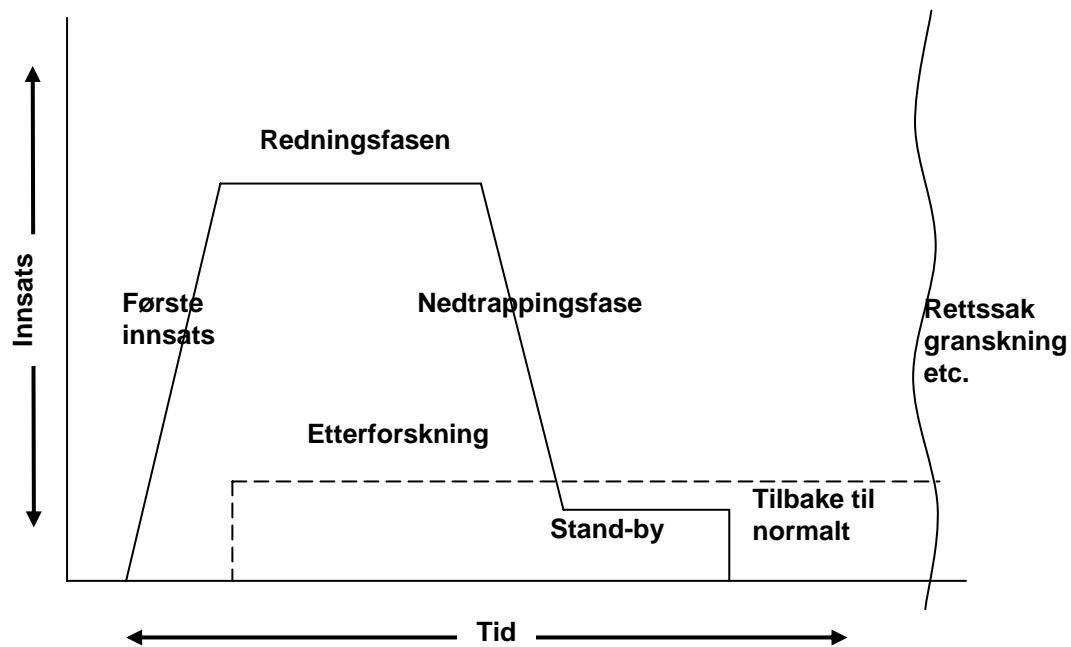 Redningsfasen
Innsats
Første
innsats
Nedtrappingsfase
Rettssak
granskning
etc.
Etterforskning
Tilbake til
normalt
Stand-by
Tid